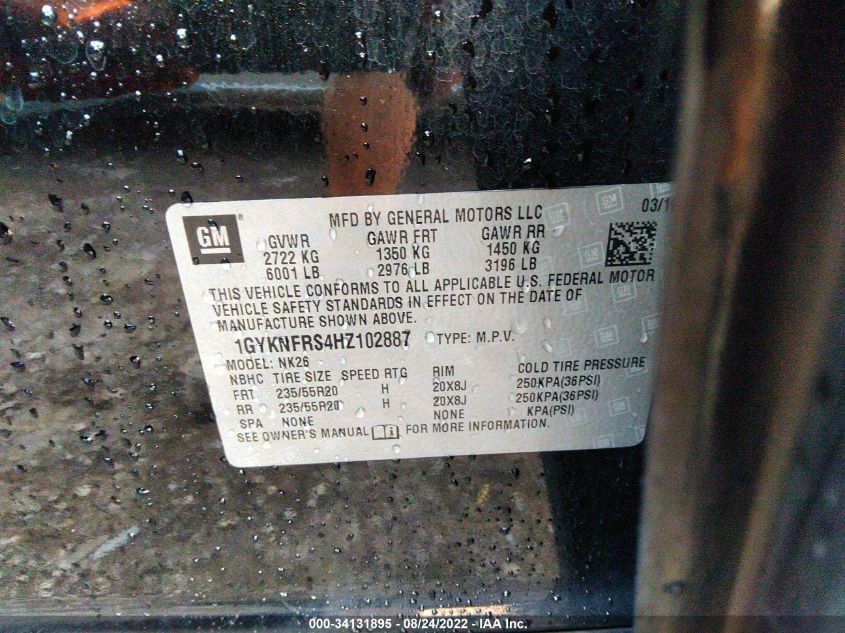 GM ®
MFD BY GENERAL MOTORS LLC 03/1
GVWR GAWR FRT GAWR RR
2722 KG 1350 KG 1450 KG
6001 LB 2976 LB 3196 LB
THIS VEHICLE CONFORMS TO ALL APPLICABLE U.S. FEDERAL MOTOR
VEHICLE SAFETY STANDARDS IN EFFECT ON THE DATE OF
MANUFACTURE SHOWN ABOVE.
1GYKNFRS4HZ102887 TYPE: M.P.V.
MODEL: NK26
NBHC TIRE SIZE SPEED RTG RIM COLD TIRE PRESSURE
FRT 235/55R20 H 20X8J 250KPA(36PSI)
RR 235/55R20 H 20X8J 250KPA(36PSI)
SPA NONE NONE KPA(PSI)
SEE OWNER'S MANUAL i FOR MORE INFORMATION.
000-34131895 - 08/24/2022 - IAA Inc.